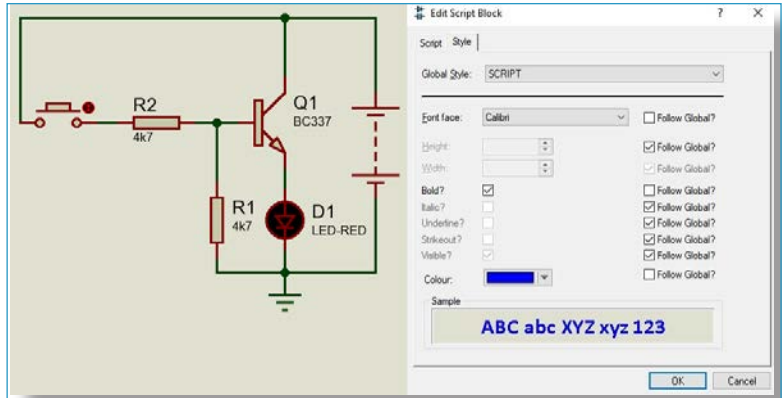 R2
4k7
Q1
BC337
R1
4k7
D1
LED-RED
Edit Script Block
? X
Script Style
Global Style: SCRIPT
Font face: Calibri Follow Global?
Height: Follow Global?
Width: Follow Global?
Bold? Follow Global?
Italic? Follow Global?
Underline? Follow Global?
Strikeout? Follow Global?
Visible? Follow Global?
Colour: Follow Global?
Sample
ABC abc XYZ xyz 123
OK Cancel